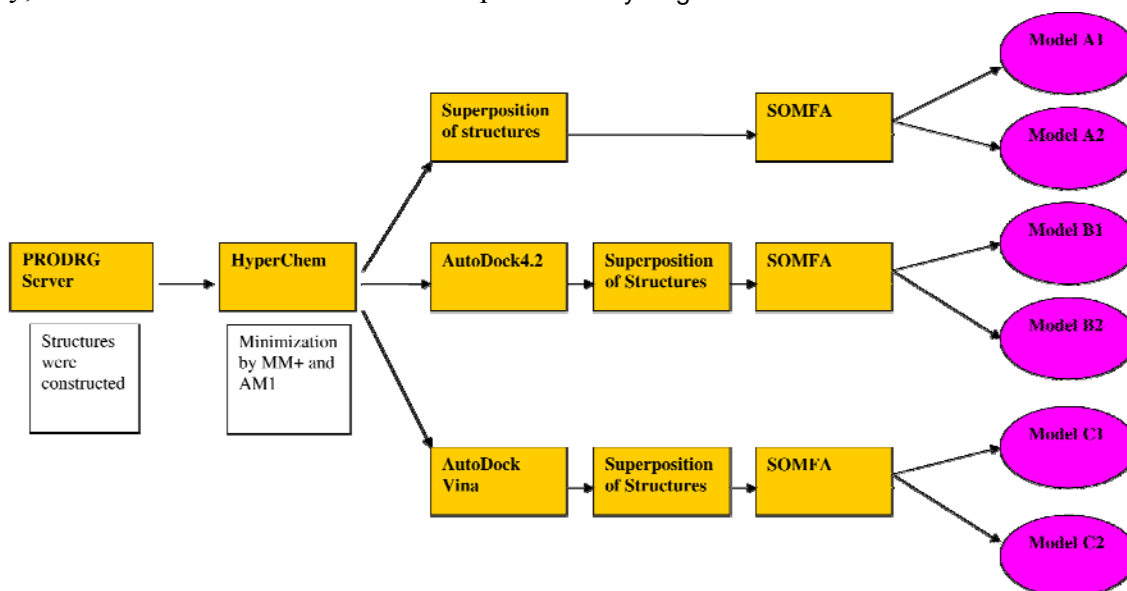 Model A1
Superposition
of structures
SOMFA
Model A2
PRODRG
Server
HyperChem
AutoDock4.2
Superposition
of Structures
SOMFA
Model B1
Model B2
Structures
were
constructed
Minimization
by MM+ and
AM1
AutoDock
Vina
Superposition
of Structures
SOMFA
Model C1
Model C2